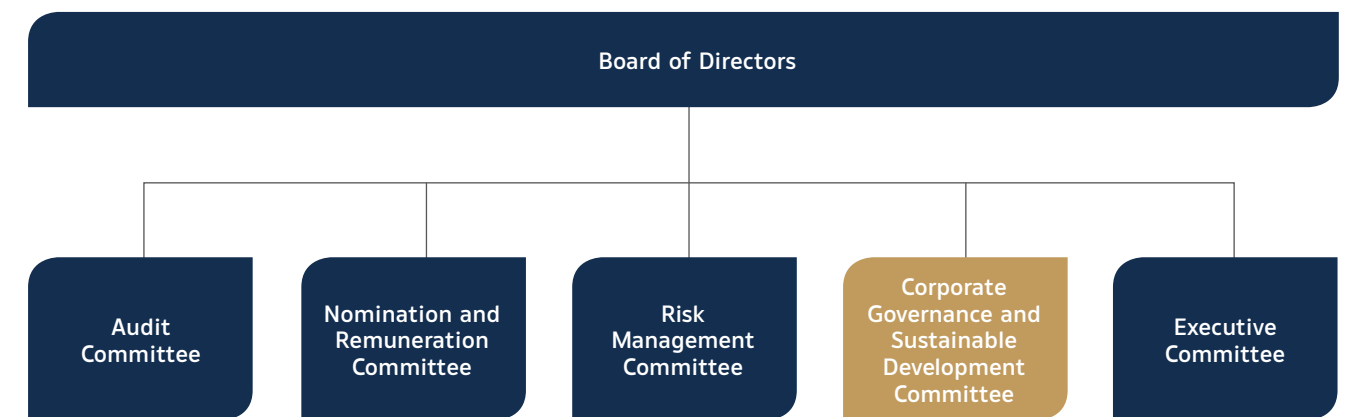 Board of Directors
Audit
Committee
Nomination and
Remuneration
Committee
Risk
Management
Committee
Corporate
Governance and
Sustainable
Development
Committee
Executive
Committee